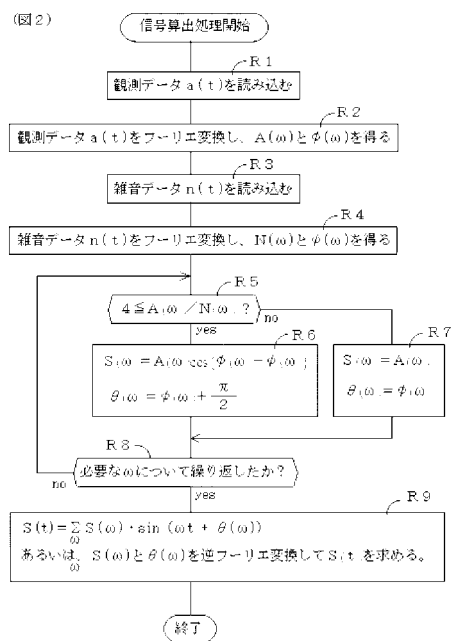 (図2)
信号算出処理開始
R1
観測データa(t)を読み込む
R2
観測データa(t)をフーリエ変換し、A(ω)とφ(ω)を得る
R3
雑音データn(t)を読み込む
R4
雑音データn(t)をフーリエ変換し、N(ω)とφ(ω)を得る
R5
4≦A(ω)/N(ω)?
no
yes
R6
S(ω)=A(ω)cos{φ(ω)−φ(ω)}
θ(ω)=φ(ω)+π/2
R7
S(ω)=A(ω)
θ(ω)=φ(ω)
R8
必要なωについて繰り返したか?
no
yes
R9
S(t)=Σ S(ω)・sin (ωt + θ(ω))
ω
あるいは、S(ω)とθ(ω)を逆フーリエ変換してS(t)を求める。
ω
終了